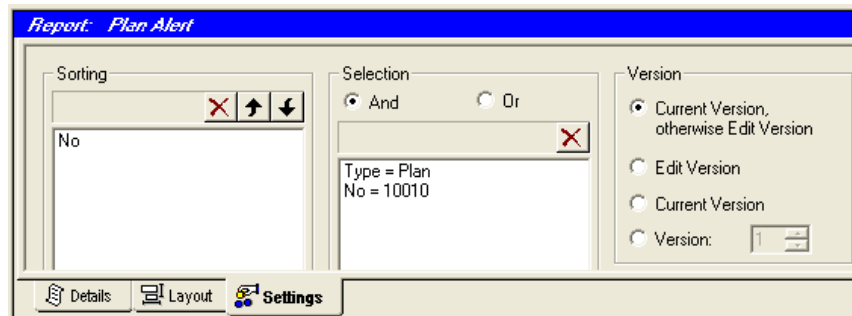 Report: Plan Alert
Sorting
No
Selection
And
Or
Type = Plan
No = 10010
Version
Current Version,
otherwise Edit Version
Edit Version
Current Version
Version: 1
Details
Layout
Settings